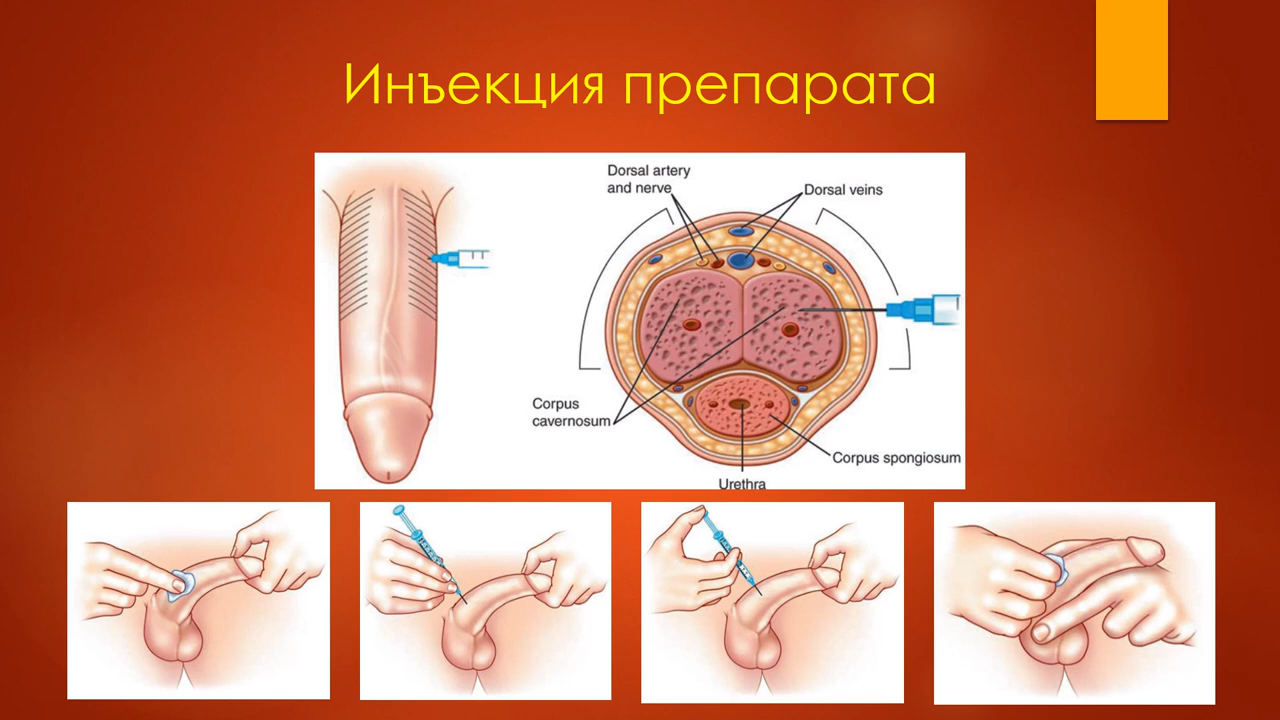 Инъекция препарата
Dorsal artery
and nerve
Dorsal veins
Corpus
cavernosum
Corpus spongiosum
Urethra